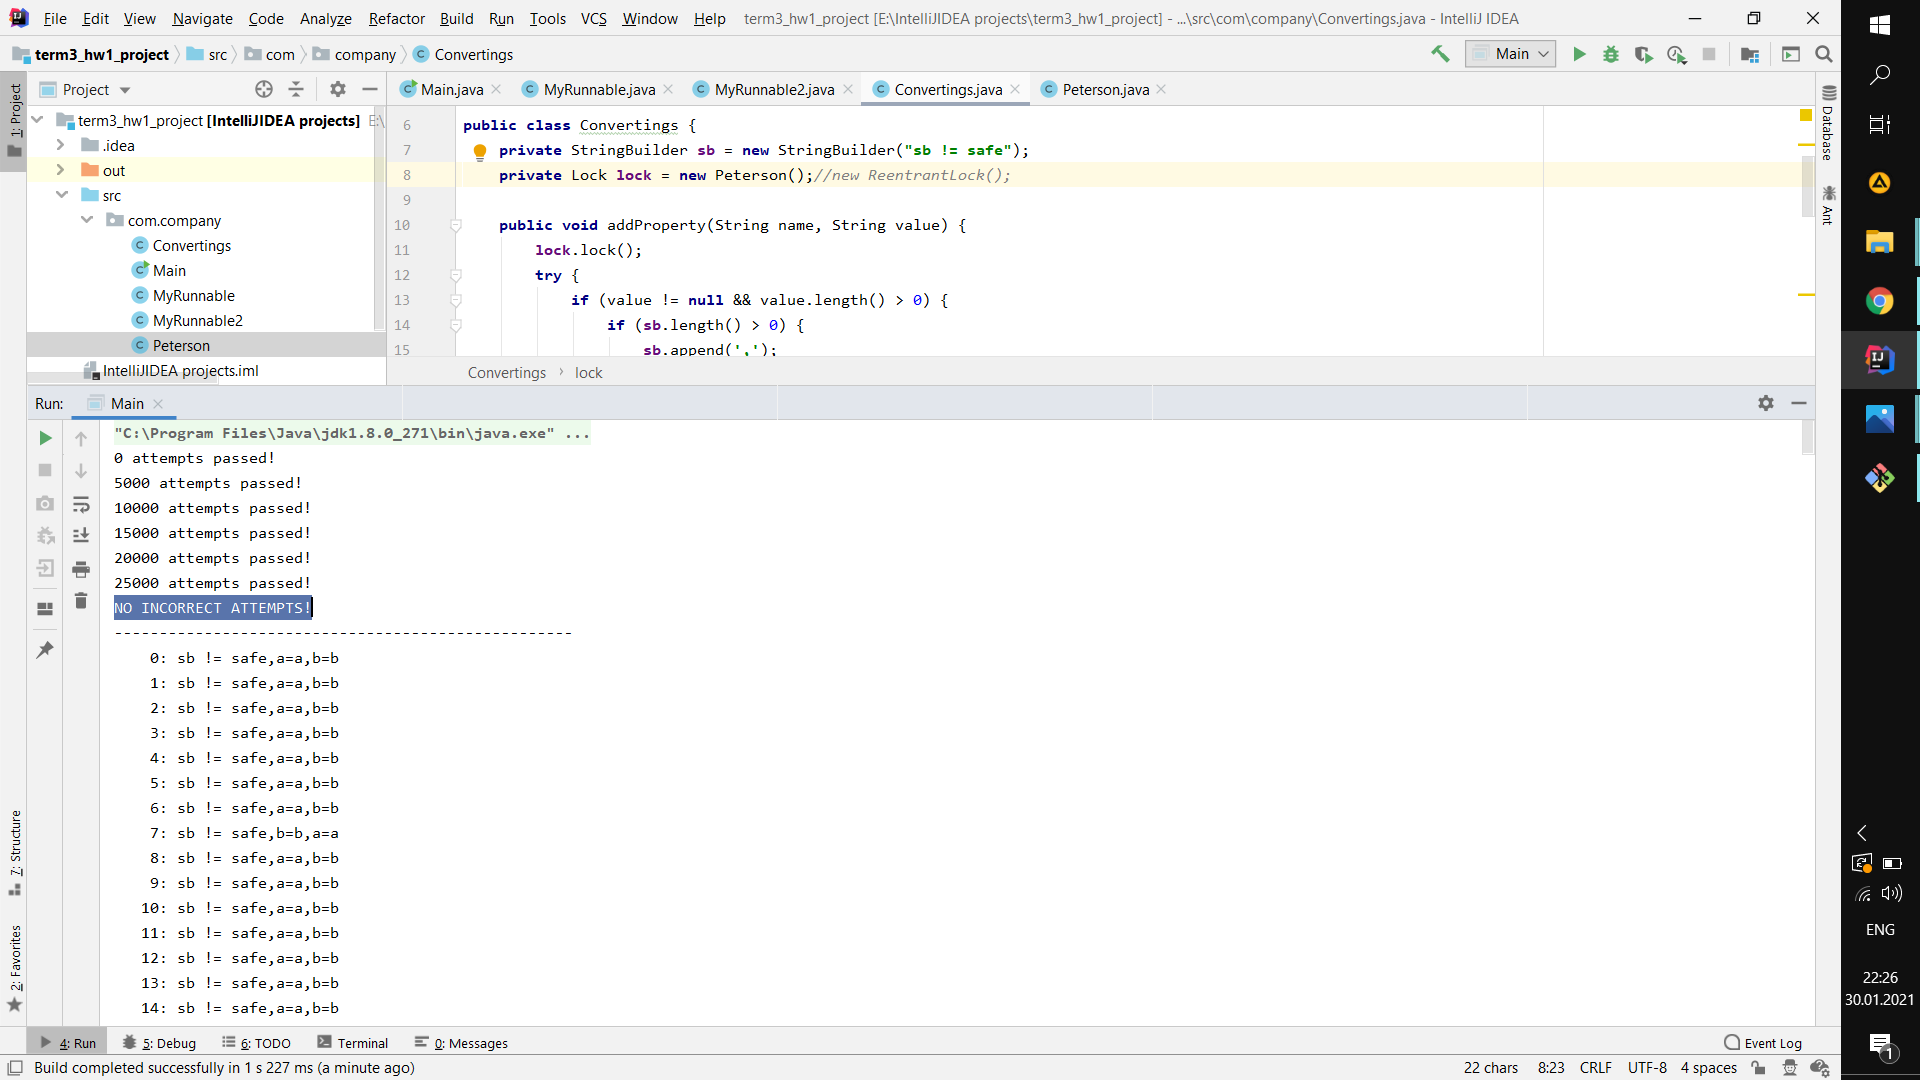 File Edit View Navigate Code Analyze Refactor Build Run Tools VCS Window Help term3_hw1_project [E:\IntelliJIDEA projects\term3_hw1_project] - ...\src\com\company\Convertings.java - IntelliJ IDEA
term3_hw1_project src com company Convertings Main
Project Main.java MyRunnable.java MyRunnable2.java Convertings.java Peterson.java
1: Project
term3_hw1_project [IntelliJIDEA projects] E:\
.idea
out
src
com.company
Convertings
Main
MyRunnable
MyRunnable2
Peterson
IntelliJIDEA projects.iml
6 public class Convertings {
7 private StringBuilder sb = new StringBuilder("sb != safe");
8 private Lock lock = new Peterson();//new ReentrantLock();
9
10 public void addProperty(String name, String value) {
11 lock.lock();
12 try {
13 if (value != null && value.length() > 0) {
14 if (sb.length() > 0) {
15 sb.append(',');
Convertings › lock
Database
Ant
Run: Main
"C:\Program Files\Java\jdk1.8.0_271\bin\java.exe" ...
0 attempts passed!
5000 attempts passed!
10000 attempts passed!
15000 attempts passed!
20000 attempts passed!
25000 attempts passed!
NO INCORRECT ATTEMPTS!
---------------------------------------------------
0: sb != safe,a=a,b=b
1: sb != safe,a=a,b=b
2: sb != safe,a=a,b=b
3: sb != safe,a=a,b=b
4: sb != safe,a=a,b=b
5: sb != safe,a=a,b=b
6: sb != safe,a=a,b=b
7: sb != safe,b=b,a=a
8: sb != safe,a=a,b=b
9: sb != safe,a=a,b=b
10: sb != safe,a=a,b=b
11: sb != safe,a=a,b=b
12: sb != safe,a=a,b=b
13: sb != safe,a=a,b=b
14: sb != safe,a=a,b=b
7: Structure
2: Favorites
4: Run 5: Debug 6: TODO Terminal 0: Messages Event Log
Build completed successfully in 1 s 227 ms (a minute ago) 22 chars 8:23 CRLF UTF-8 4 spaces
ENG
22:26
30.01.2021
1